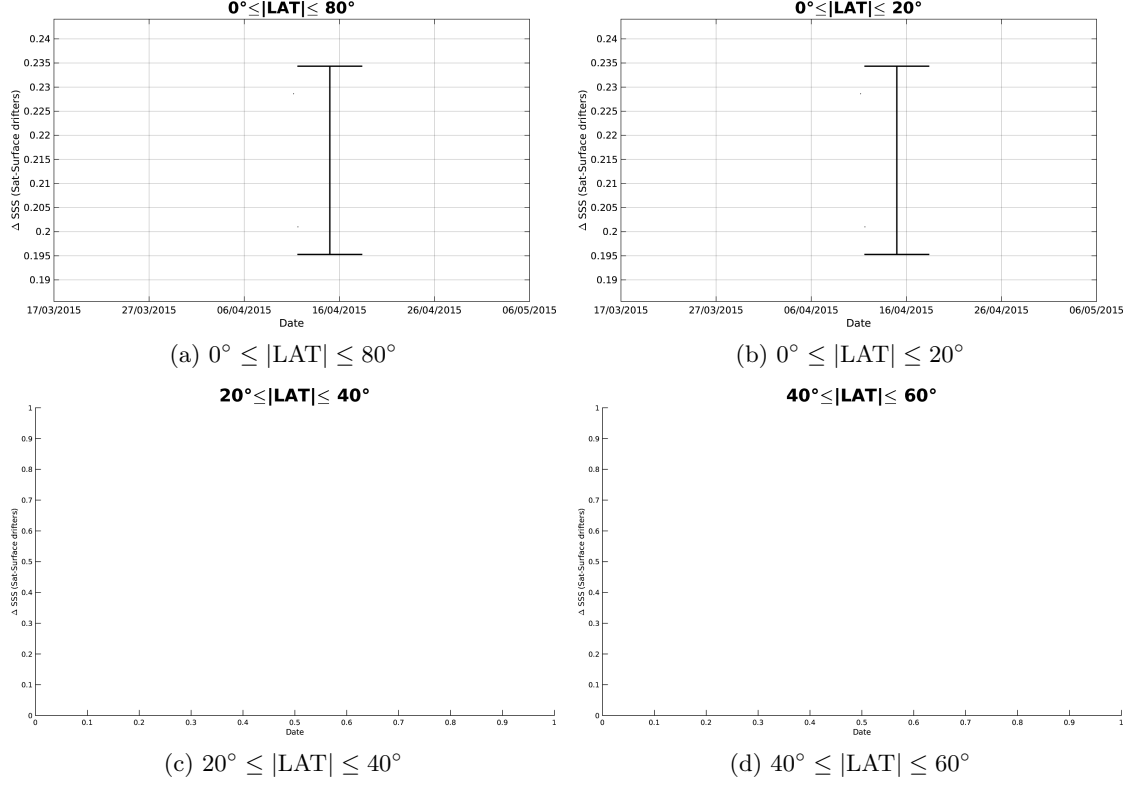 0°≤|LAT|≤ 80°
0.24
0.235
0.23
0.225
0.22
0.215
0.21
0.205
0.2
0.195
0.19
Δ SSS (Sat-Surface drifters)
17/03/2015 27/03/2015 06/04/2015 16/04/2015 26/04/2015 06/05/2015
Date
(a) 0° ≤ |LAT| ≤ 80°
0°≤|LAT|≤ 20°
0.24
0.235
0.23
0.225
0.22
0.215
0.21
0.205
0.2
0.195
0.19
Δ SSS (Sat-Surface drifters)
17/03/2015 27/03/2015 06/04/2015 16/04/2015 26/04/2015 06/05/2015
Date
(b) 0° ≤ |LAT| ≤ 20°
20°≤|LAT|≤ 40°
1
0.9
0.8
0.7
0.6
0.5
0.4
0.3
0.2
0.1
0
Δ SSS (Sat-Surface drifters)
0 0.1 0.2 0.3 0.4 0.5 0.6 0.7 0.8 0.9 1
Date
(c) 20° ≤ |LAT| ≤ 40°
40°≤|LAT|≤ 60°
1
0.9
0.8
0.7
0.6
0.5
0.4
0.3
0.2
0.1
0
Δ SSS (Sat-Surface drifters)
0 0.1 0.2 0.3 0.4 0.5 0.6 0.7 0.8 0.9 1
Date
(d) 40° ≤ |LAT| ≤ 60°